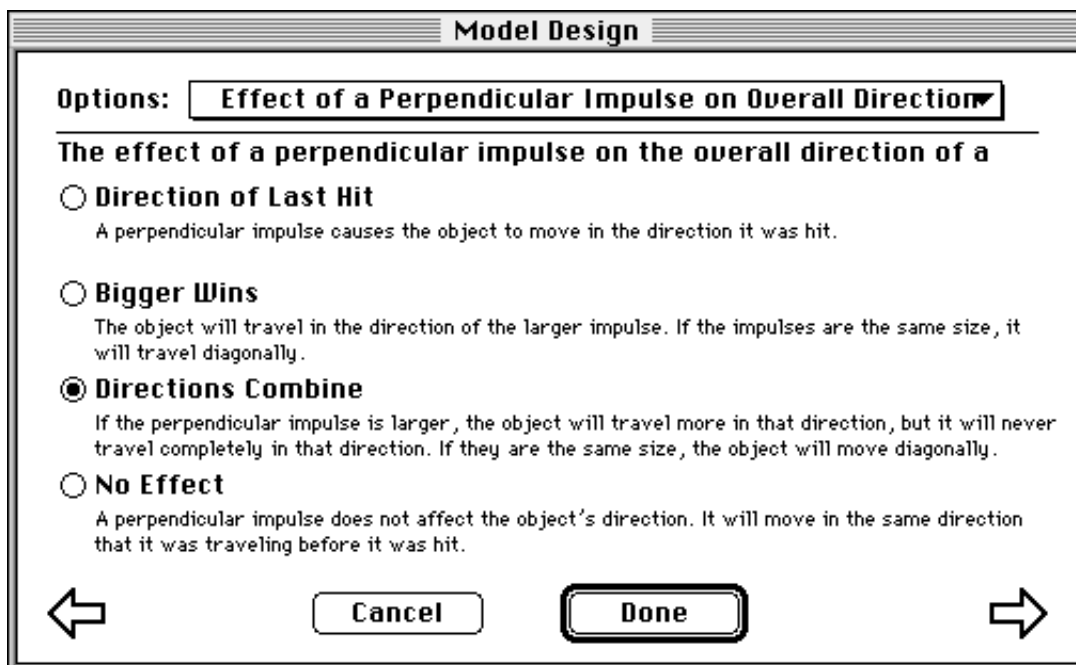 Model Design
Options: Effect of a Perpendicular Impulse on Overall Direction
The effect of a perpendicular impulse on the overall direction of a
Direction of Last Hit
A perpendicular impulse causes the object to move in the direction it was hit.
Bigger Wins
The object will travel in the direction of the larger impulse. If the impulses are the same size, it
will travel diagonally.
Directions Combine
If the perpendicular impulse is larger, the object will travel more in that direction, but it will never
travel completely in that direction. If they are the same size, the object will move diagonally.
No Effect
A perpendicular impulse does not affect the object's direction. It will move in the same direction
that it was traveling before it was hit.
Cancel Done